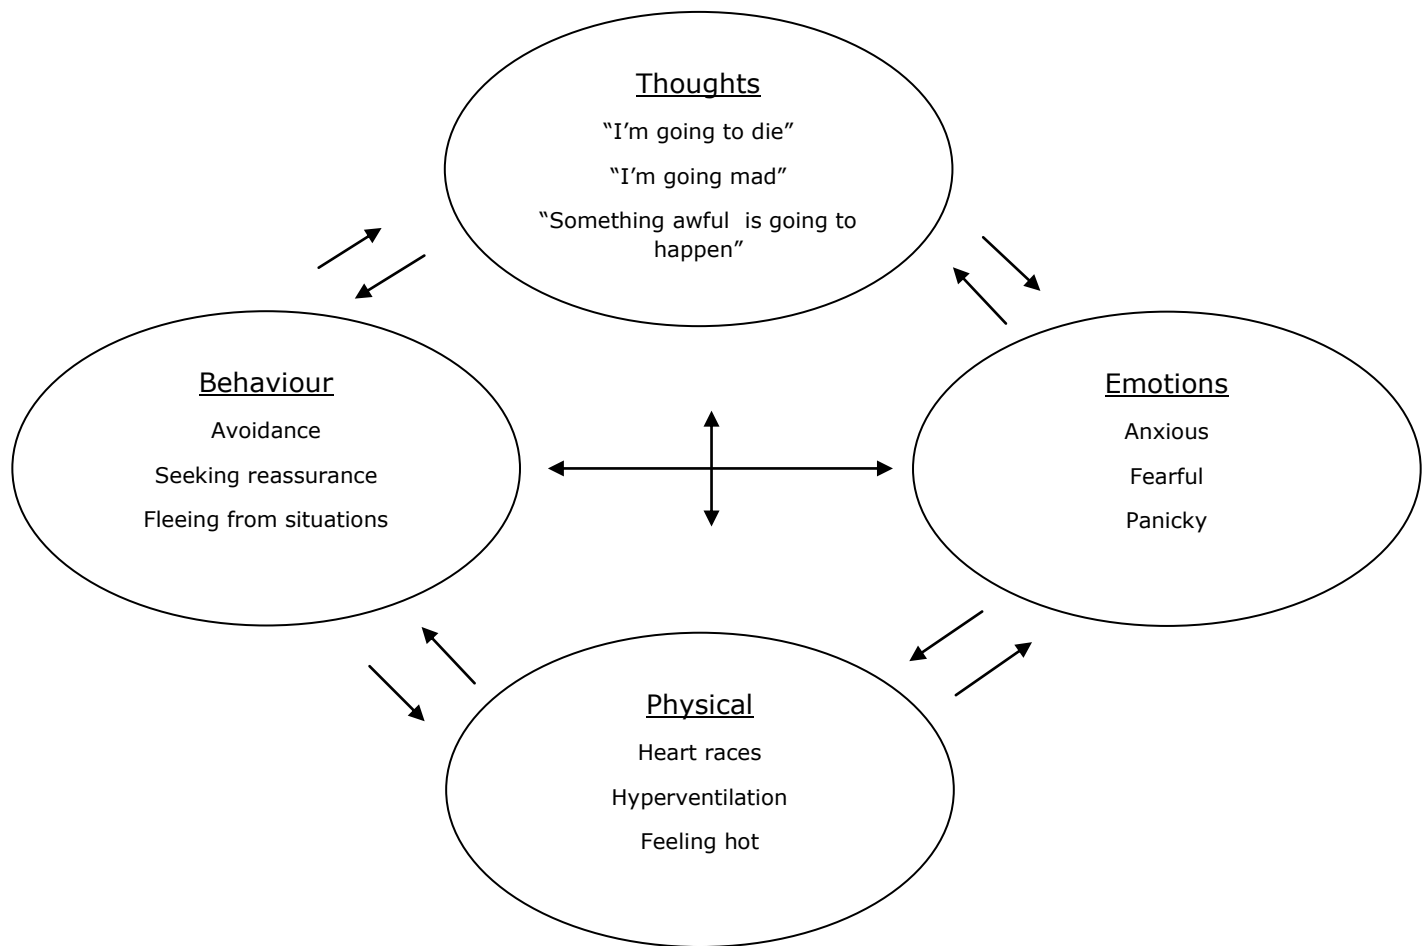 Thoughts
“I’m going to die”
“I’m going mad”
“Something awful  is going to
happen”
Behaviour
Avoidance
Seeking reassurance
Fleeing from situations
Emotions
Anxious
Fearful
Panicky
Physical
Heart races
Hyperventilation
Feeling hot